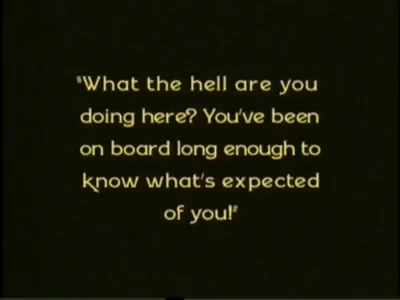 "What the hell are you
doing here? You've been
on board long enough to
know what's expected
of you!"